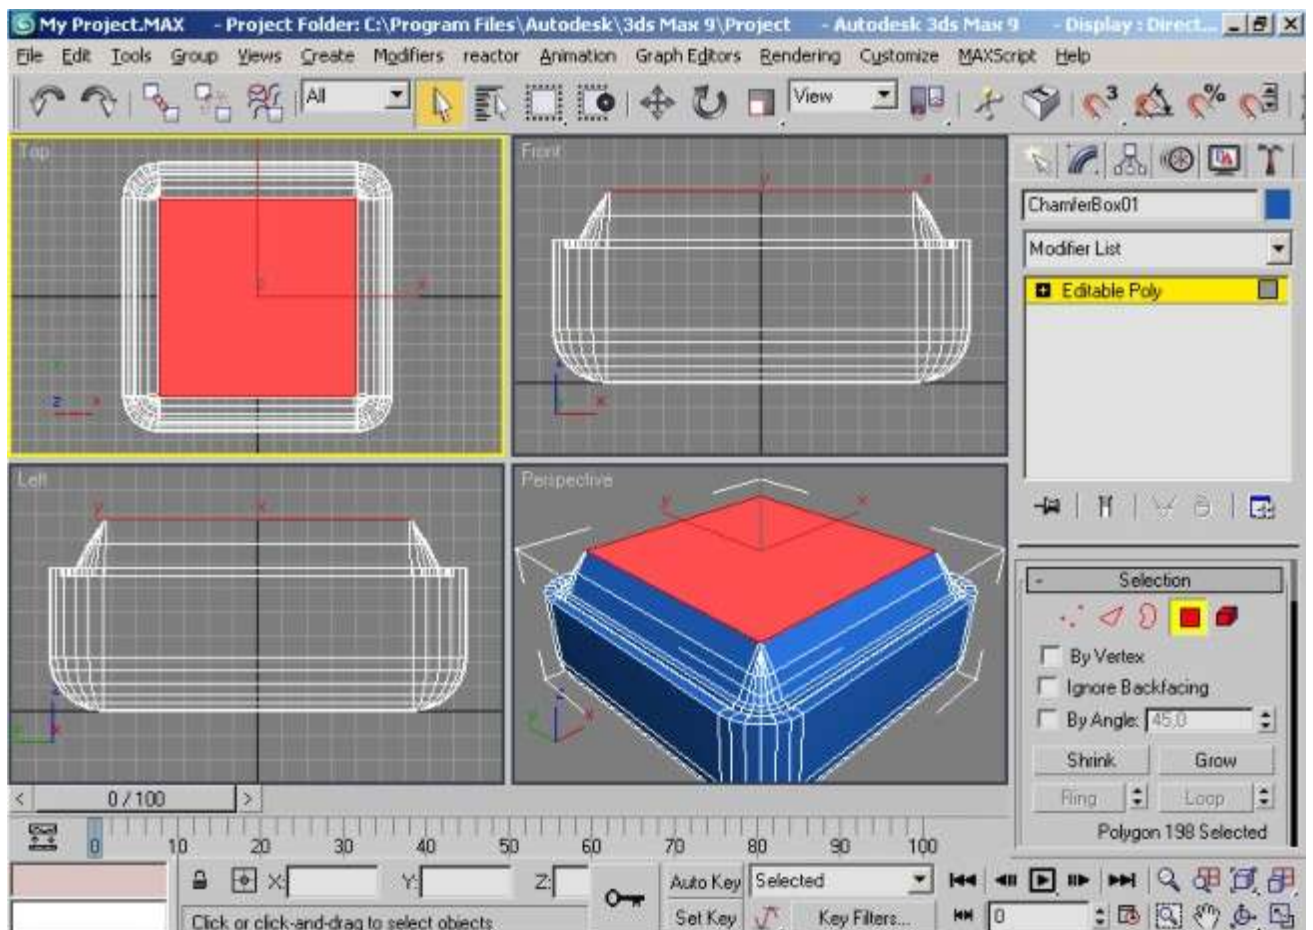 My Project.MAX - Project Folder: C:\Program Files\Autodesk\3ds Max 9\Project - Autodesk 3ds Max 9 - Display : Direct...
File Edit Tools Group Views Create Modifiers reactor Animation Graph Editors Rendering Customize MAXScript Help
All View 3 %
Top Front
ChamferBox01
Modifier List
Editable Poly
Left Perspective
Selection
By Vertex
Ignore Backfacing
By Angle: 45,0
Shrink Grow
Ring Loop
Polygon 198 Selected
0 / 100
0 10 20 30 40 50 60 70 80 90 100
X: Y: Z: Auto Key Selected
Click or click-and-drag to select objects Set Key Key Filters... 0